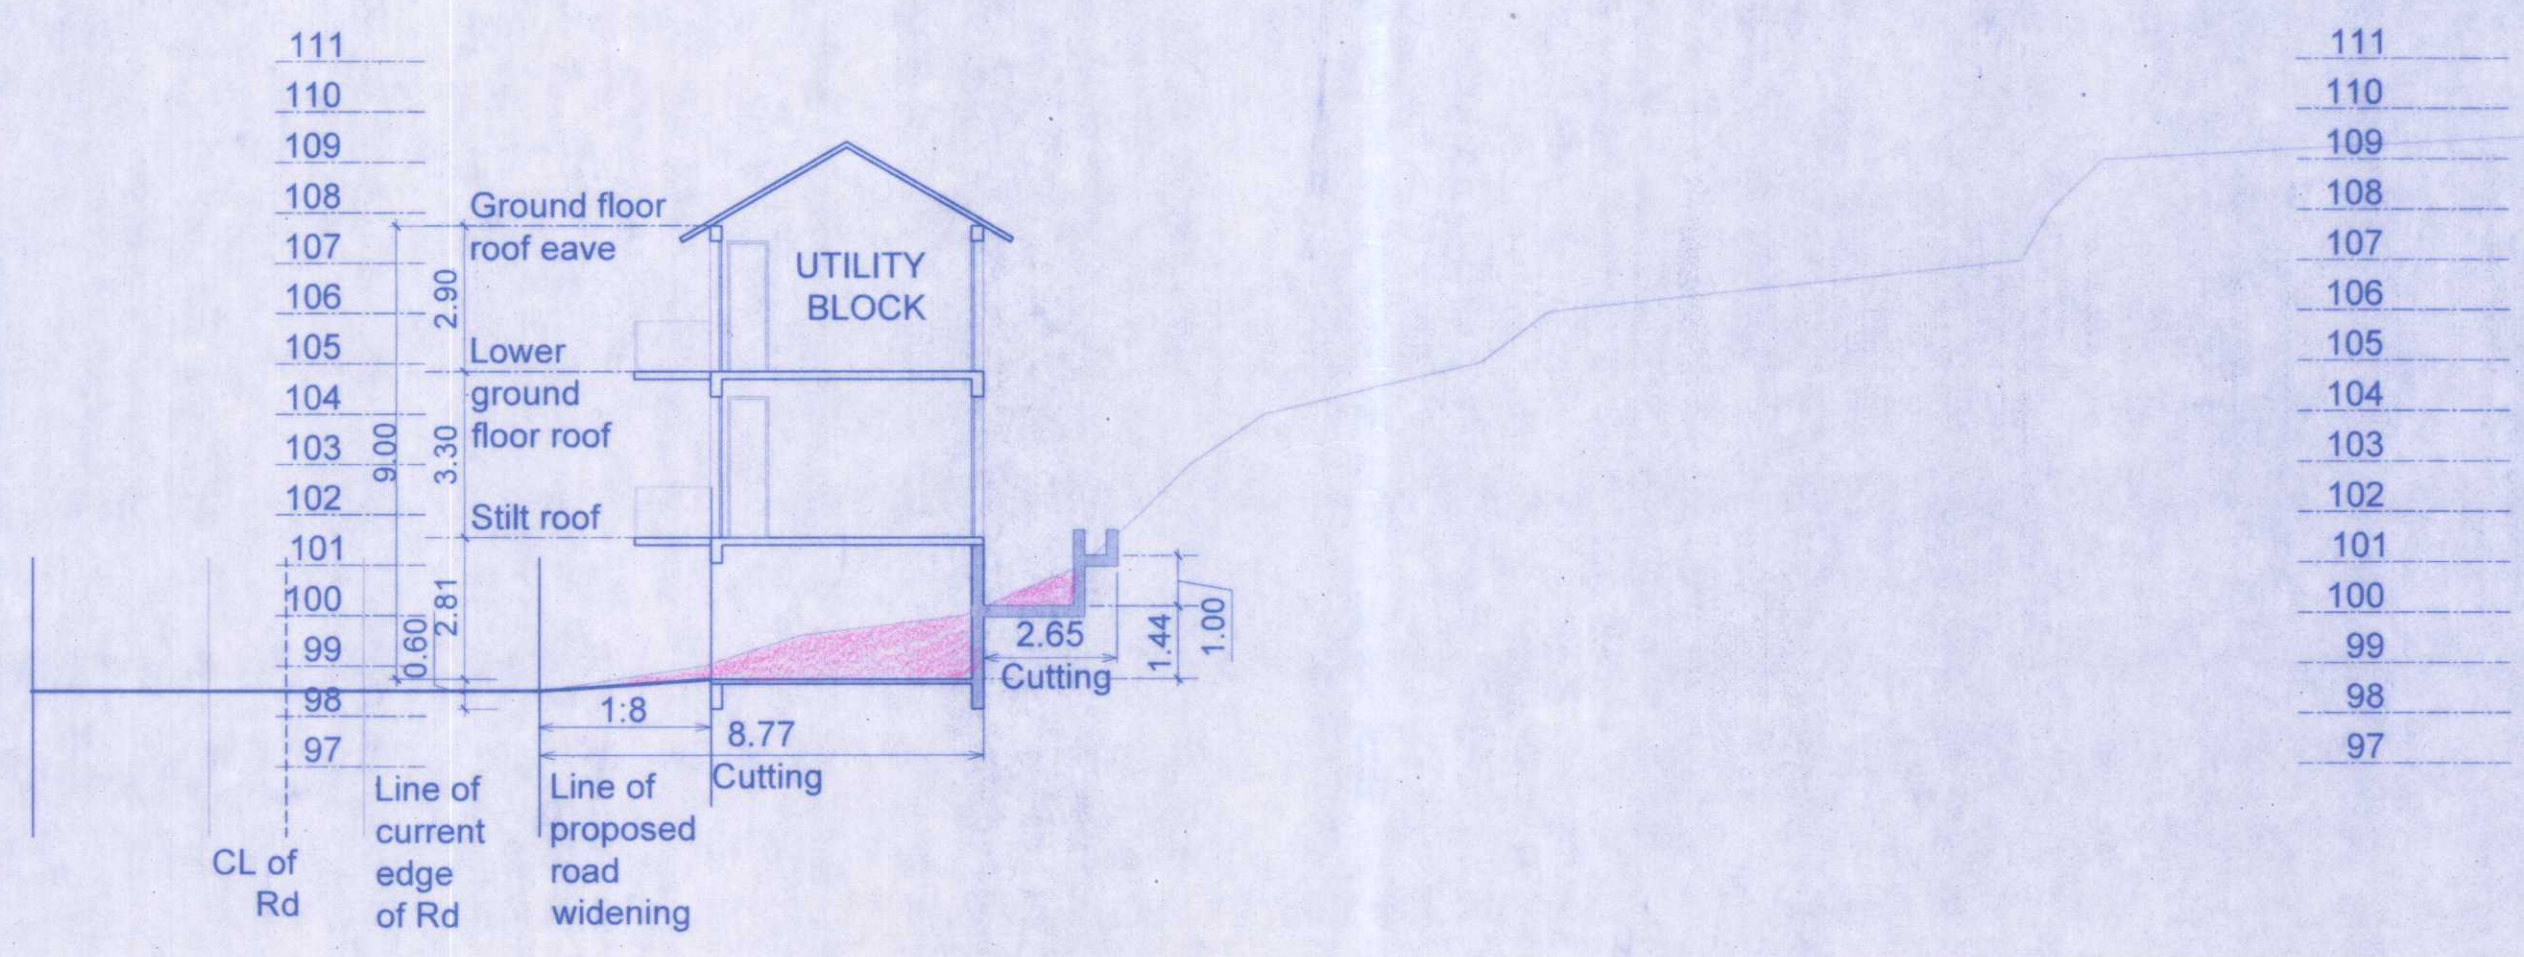 111
110
109
108
107
106
105
104
103
102
101
100
99
98
97
Ground floor
roof eave
Lower
ground
floor roof
Stilt roof
9.00
2.90
3.30
2.81
0.60
UTILITY
BLOCK
1:8
8.77
Cutting
2.65
Cutting
1.44
1.00
CL of
Rd
Line of
current
edge
of Rd
Line of
proposed
road
widening
111
110
109
108
107
106
105
104
103
102
101
100
99
98
97